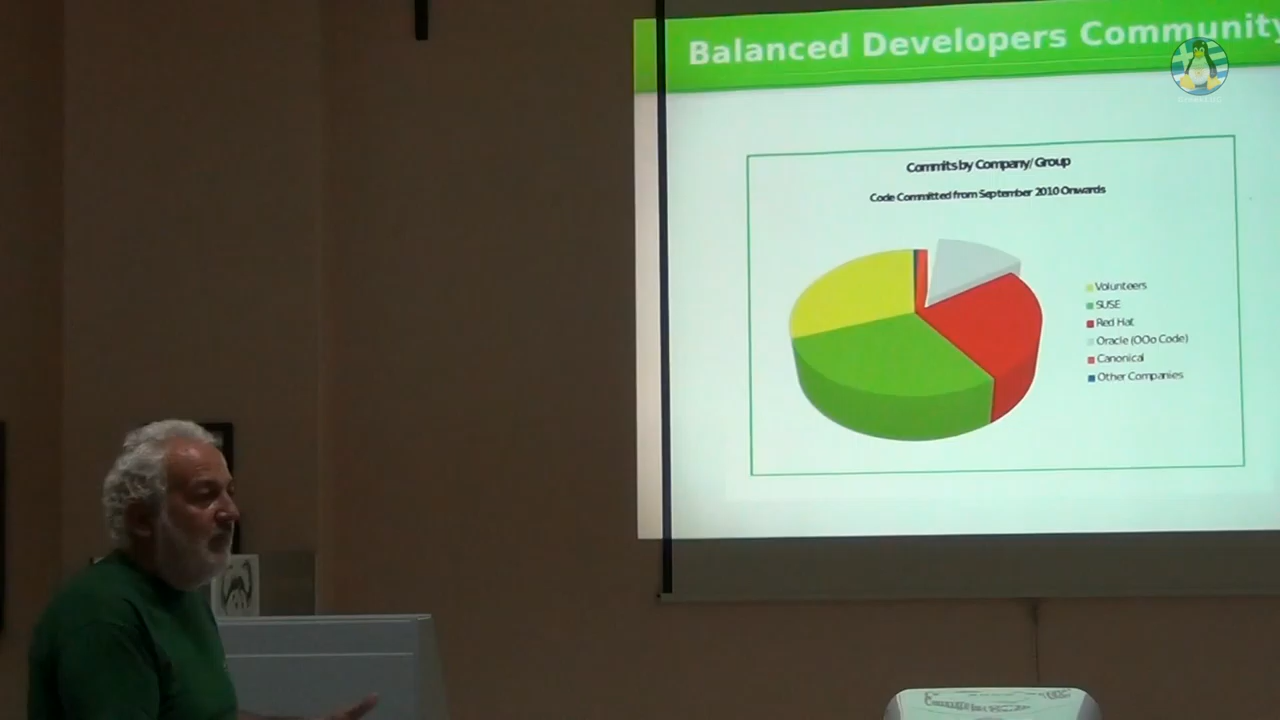 Balanced Developers Community
Commits by Company/ Group
Code Committed from September 2010 Onwards
Volunteers
SUSE
Red Hat
Oracle (OOo Code)
Canonical
Other Companies